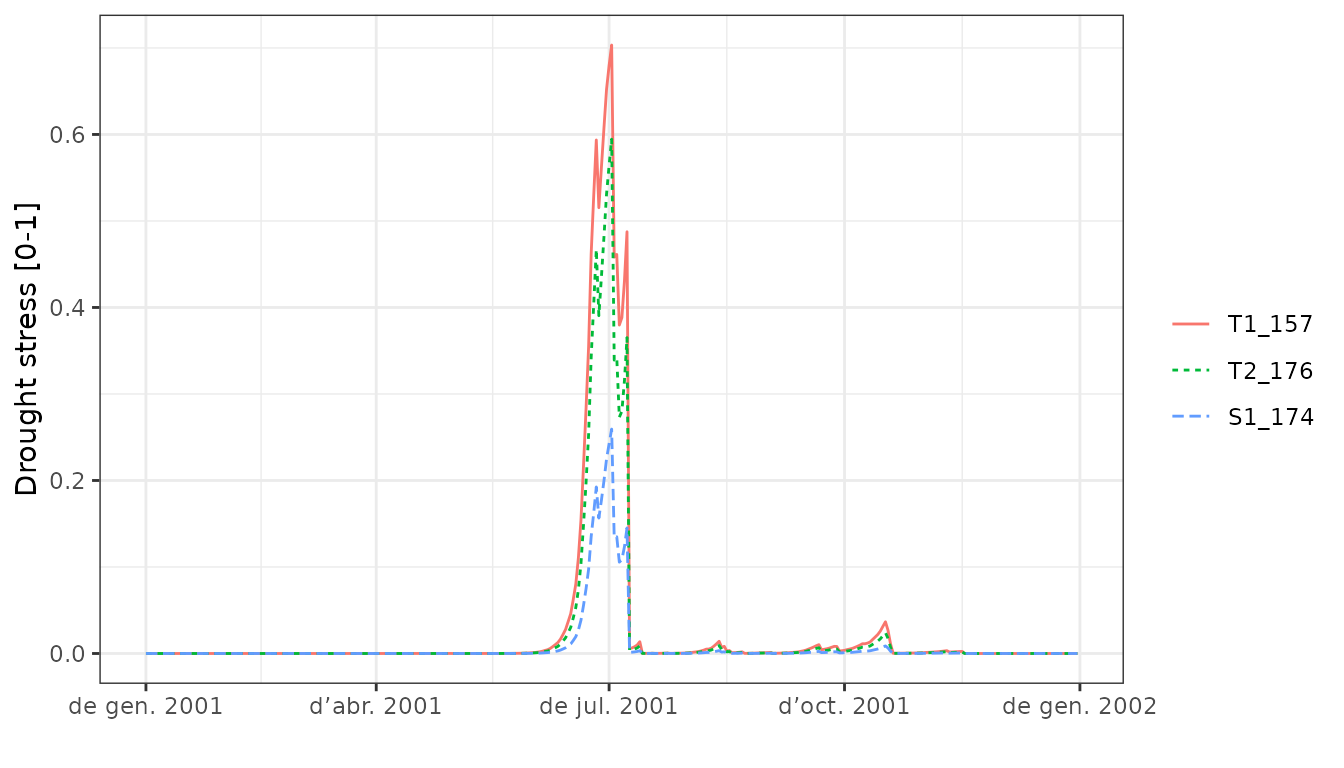 Drought stress [0-1]
0.6
0.4
0.2
0.0
de gen. 2001
d’abr. 2001
de jul. 2001
d’oct. 2001
de gen. 2002
T1_157
T2_176
S1_174